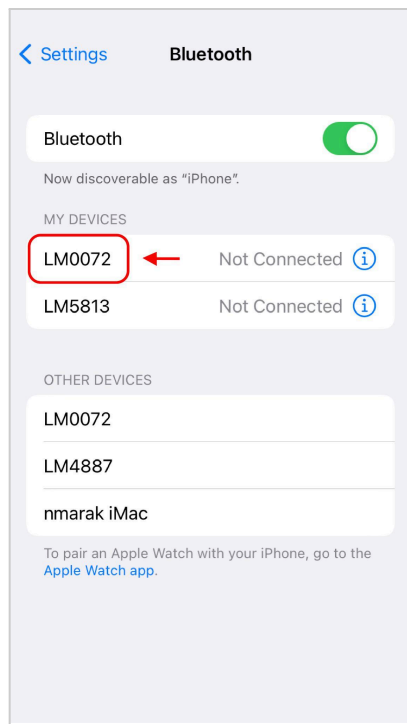 Settings Bluetooth
Bluetooth
Now discoverable as “iPhone”.
MY DEVICES
LM0072 Not Connected
LM5813 Not Connected
OTHER DEVICES
LM0072
LM4887
nmarak iMac
To pair an Apple Watch with your iPhone, go to the
Apple Watch app.